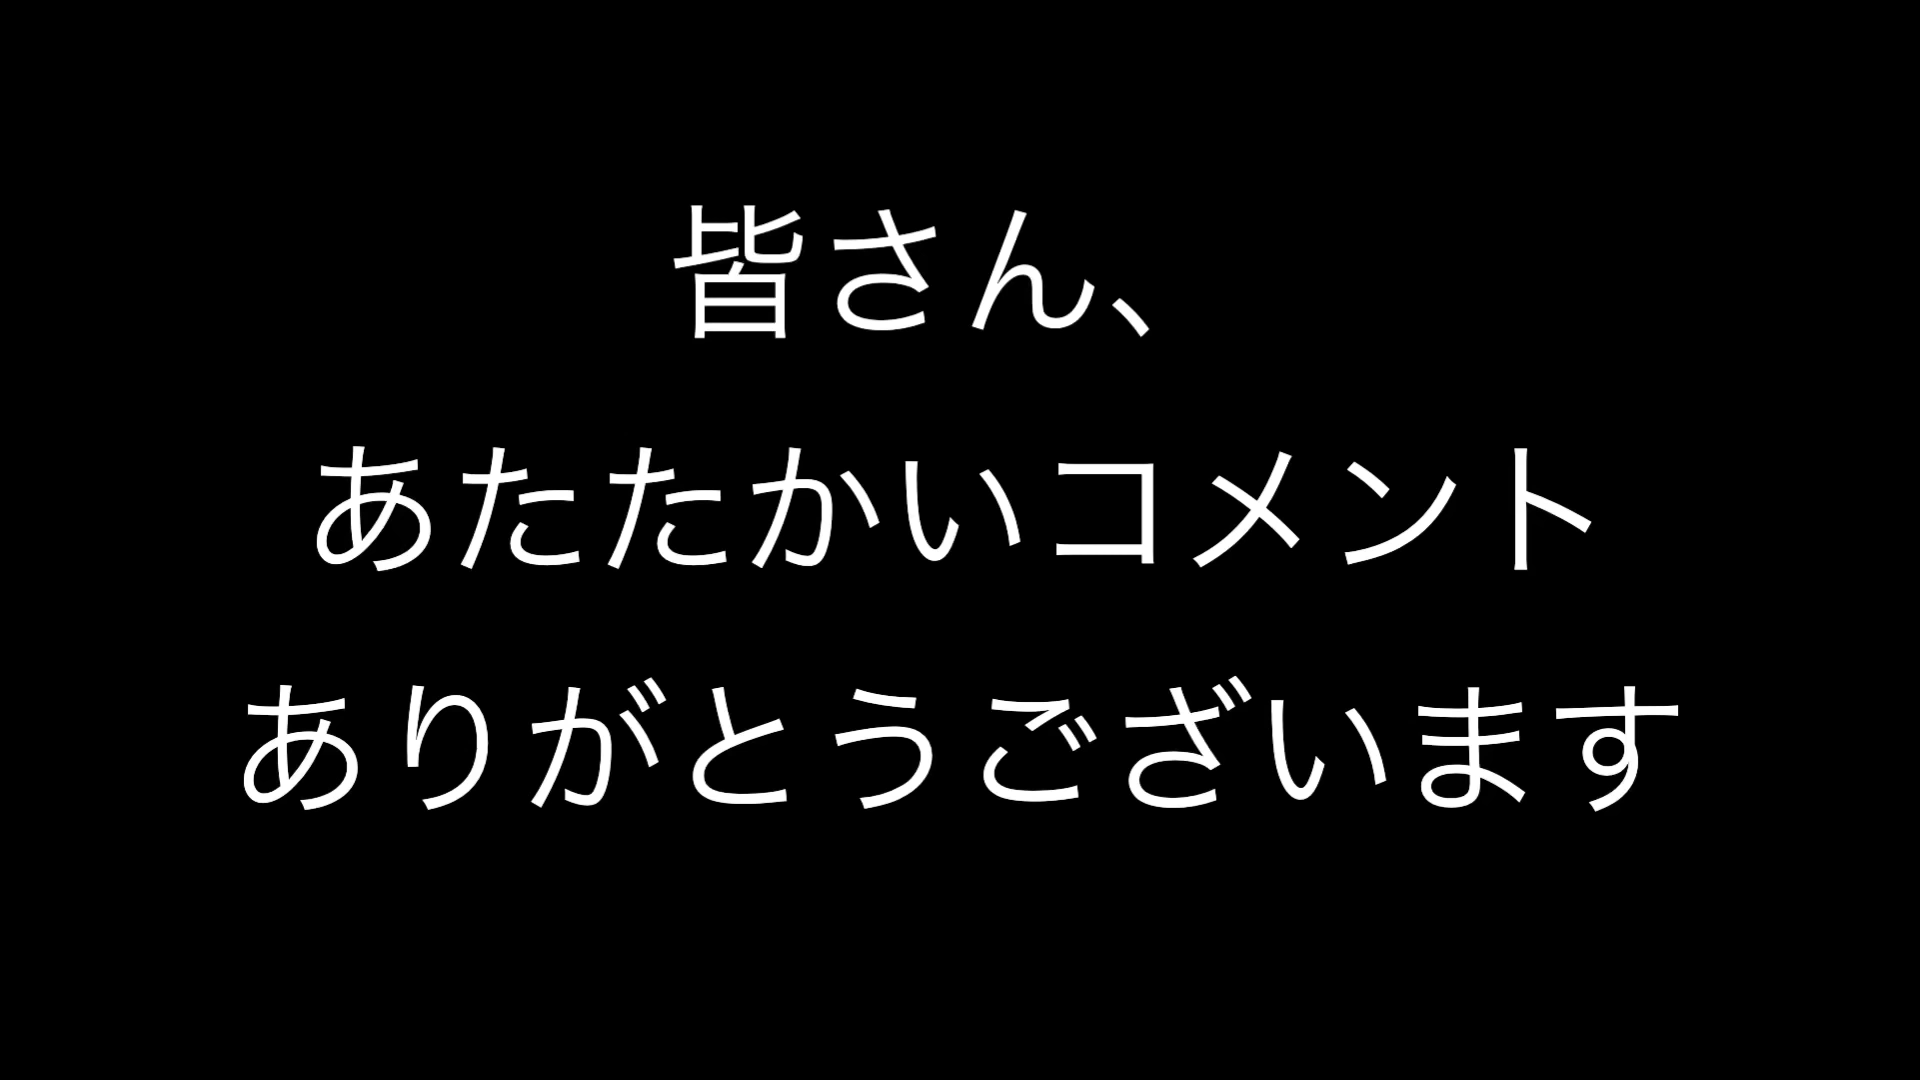 皆さん、
あたたかいコメント
ありがとうございます